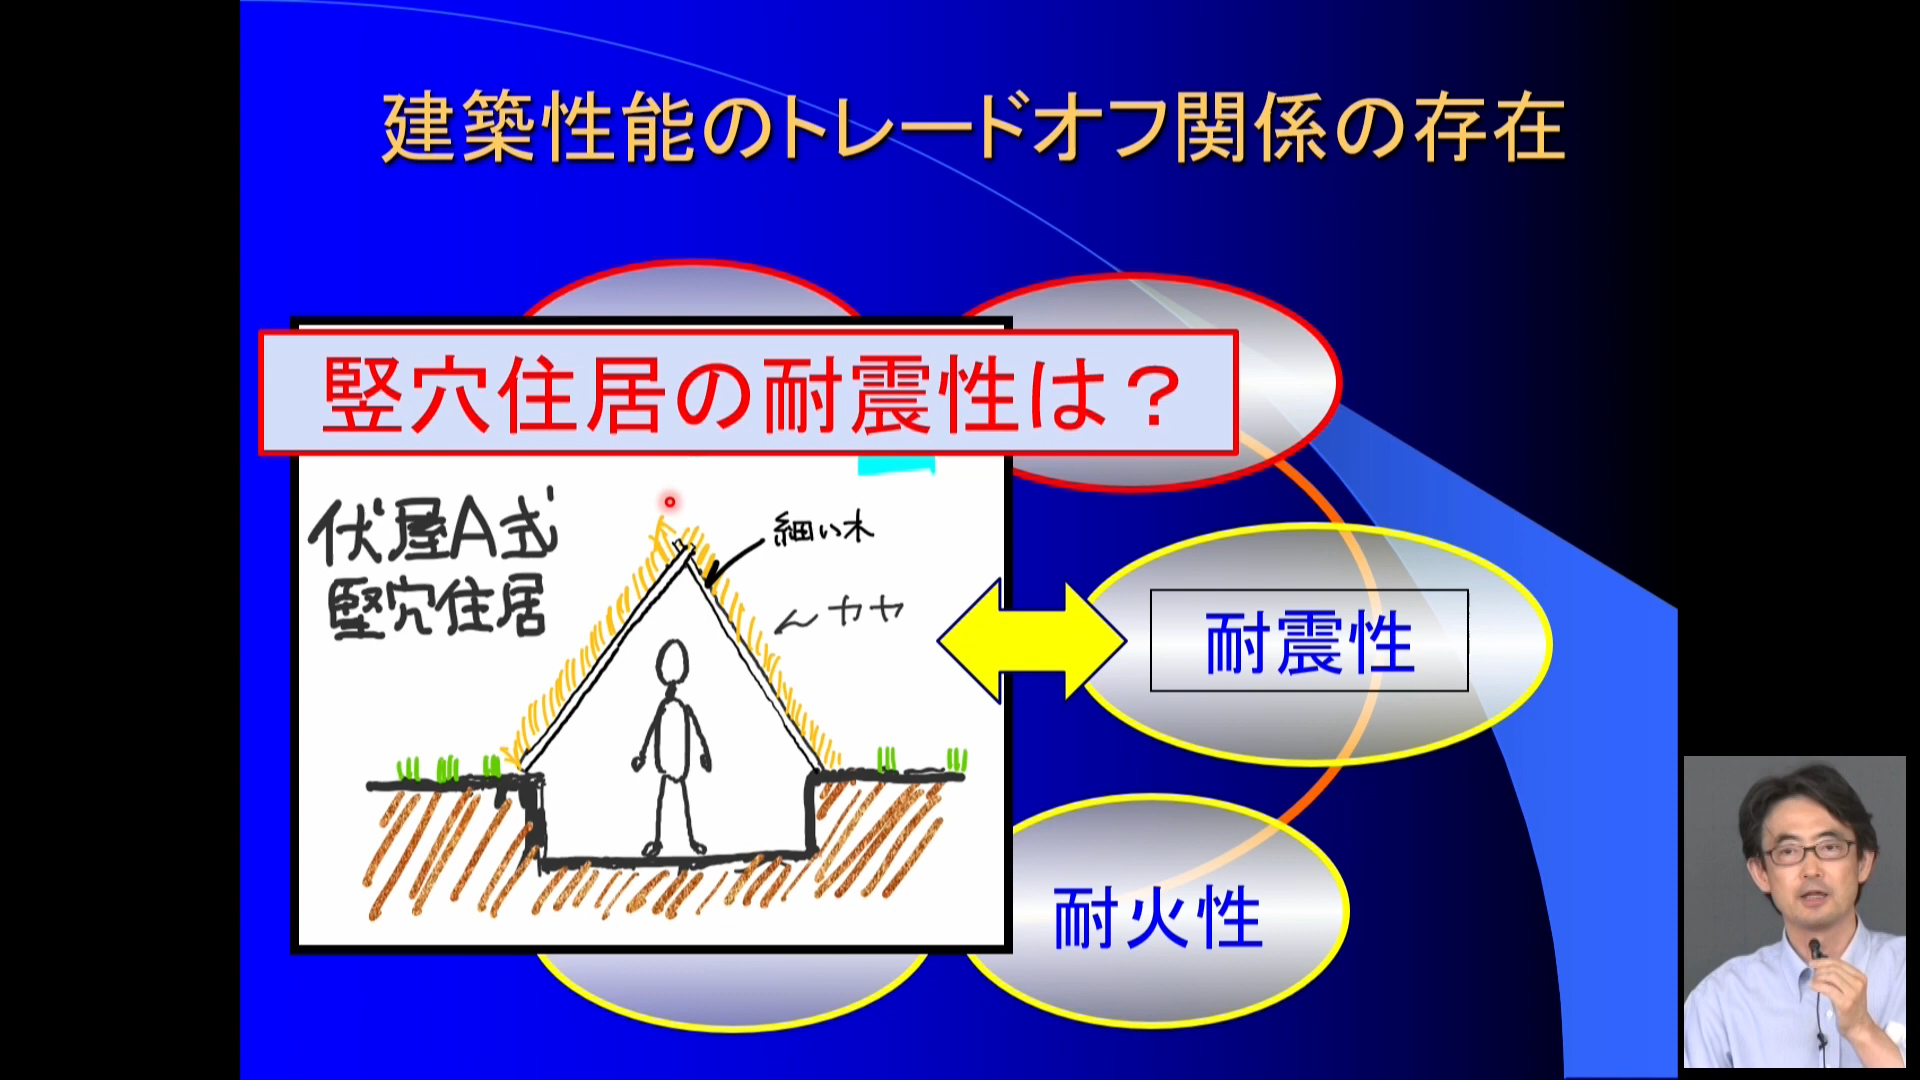 建築性能のトレードオフ関係の存在
竪穴住居の耐震性は？
伏屋A式
竪穴住居
細い木
カヤ
耐震性
耐火性